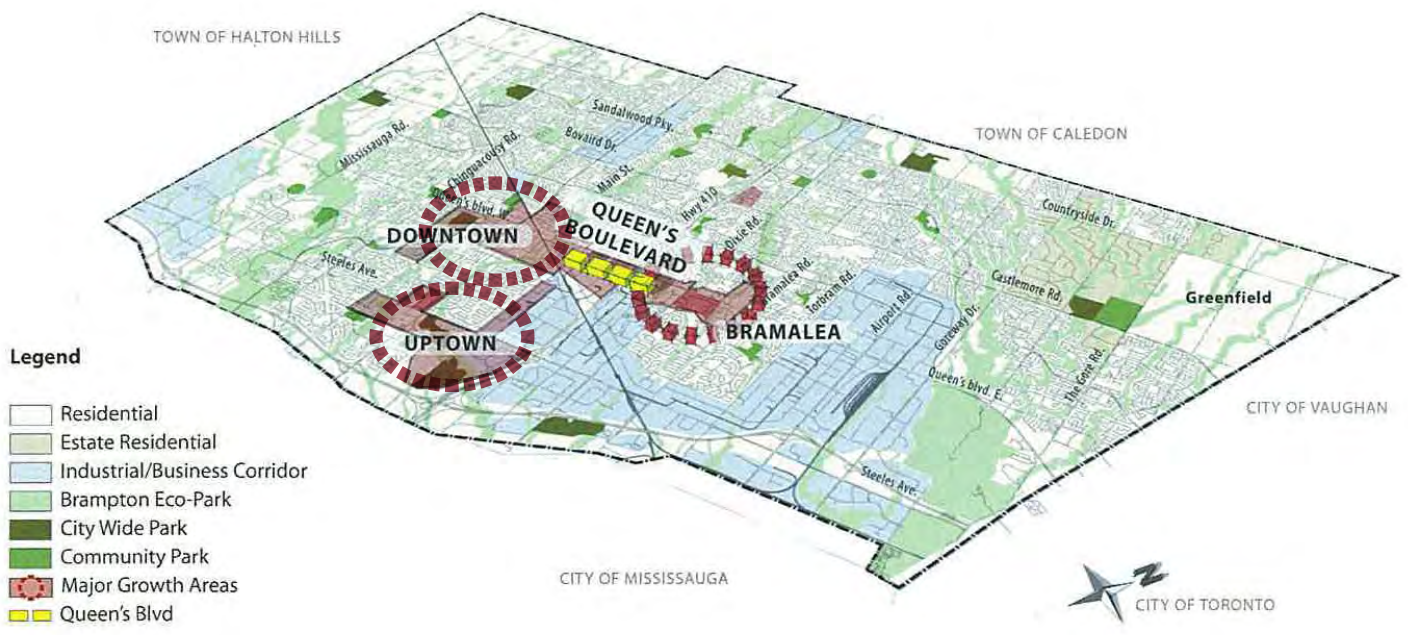 TOWN OF HALTON HILLS
TOWN OF CALEDON
Sandalwood Pky.
Bovaird Dr.
Mississauga Rd.
Chinguacousy Rd.
Main St.
Hwy 410
Queen's blvd. W.
QUEEN'S
BOULEVARD
DOWNTOWN
Dixie Rd.
Countryside Dr.
Steeles Ave.
Bramalea Rd.
Torbram Rd.
Airport Rd.
Castlemore Rd.
Greenfield
UPTOWN
BRAMALEA
Goreway Dr.
The Gore Rd.
Queen's blvd. E.
CITY OF VAUGHAN
Steeles Ave.
CITY OF MISSISSAUGA
N
CITY OF TORONTO
Legend
Residential
Estate Residential
Industrial/Business Corridor
Brampton Eco-Park
City Wide Park
Community Park
Major Growth Areas
Queen's Blvd